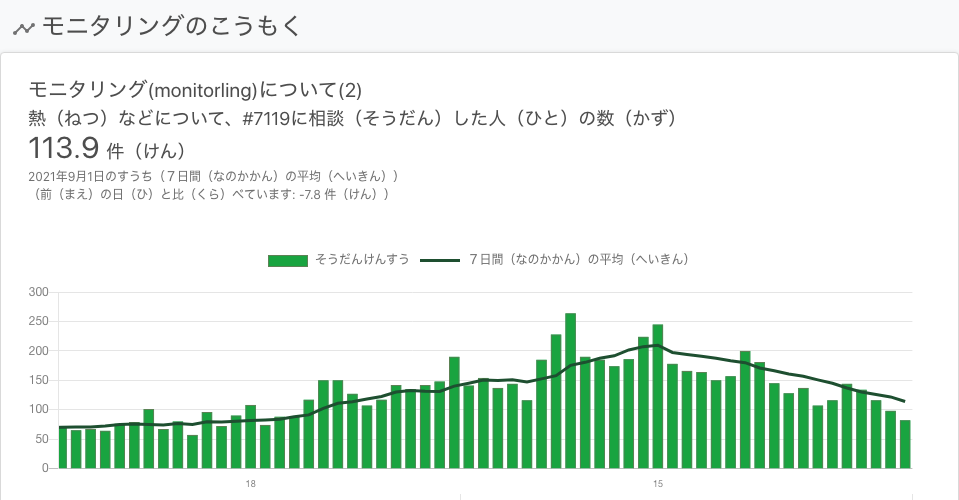 モニタリングのこうもく
モニタリング(monitorling)について(2)
熱（ねつ）などについて、#7119に相談（そうだん）した人（ひと）の数（かず）
113.9 件（けん）
2021年9月1日のすうち（７日間（なのかかん）の平均（へいきん））
（前（まえ）の日（ひ）と比（くら）べています: -7.8 件（けん））
そうだんけんすう ７日間（なのかかん）の平均（へいきん）
300
250
200
150
100
50
0
18 15